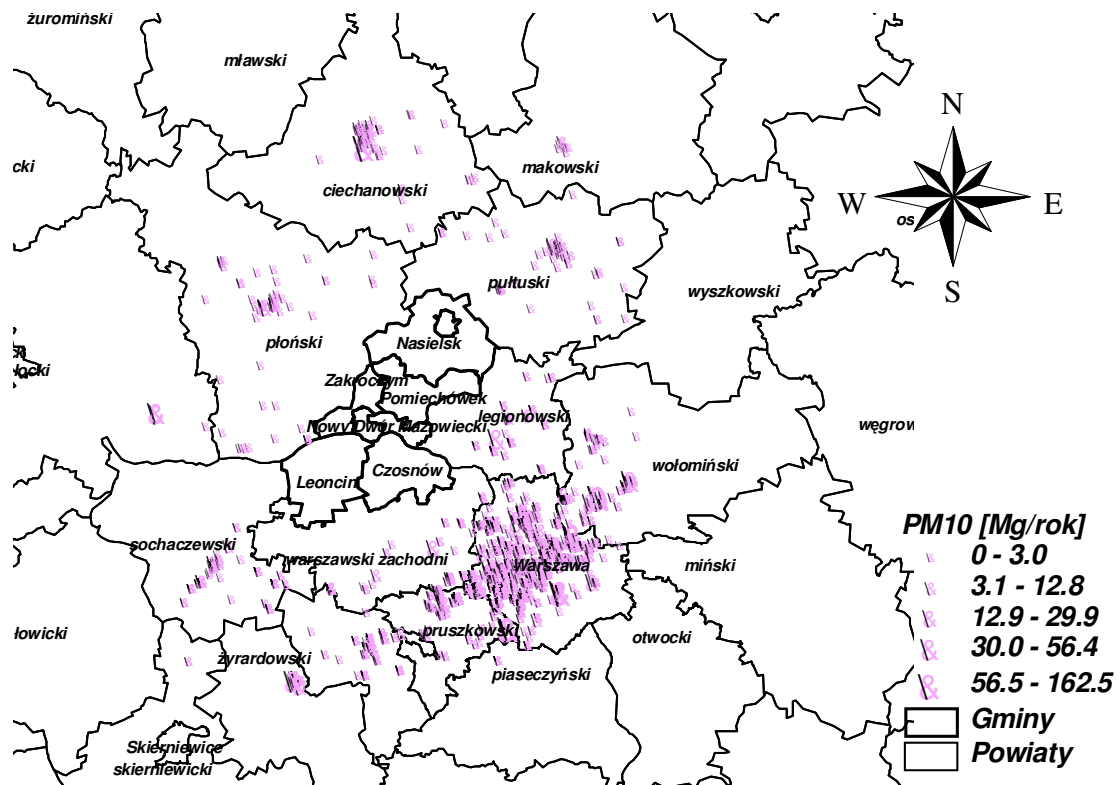 żuromiński
mławski
N
cki
ciechanowski
makowski
W
E
os
S
pułtuski
wyszkowski
płoński
Nasielsk
Zakroczym
Pomiechówek
legionowski
Nowy Dwór Mazowiecki
węgrow
Leoncin
Czosnów
wołomiński
PM10 [Mg/rok]
0 - 3.0
3.1 - 12.8
12.9 - 29.9
30.0 - 56.4
56.5 - 162.5
Gminy
Powiaty
sochaczewski
warszawski zachodni
Warszawa
miński
łowicki
pruszkowski
otwocki
żyrardowski
piaseczyński
Skierniewice
skierniewicki